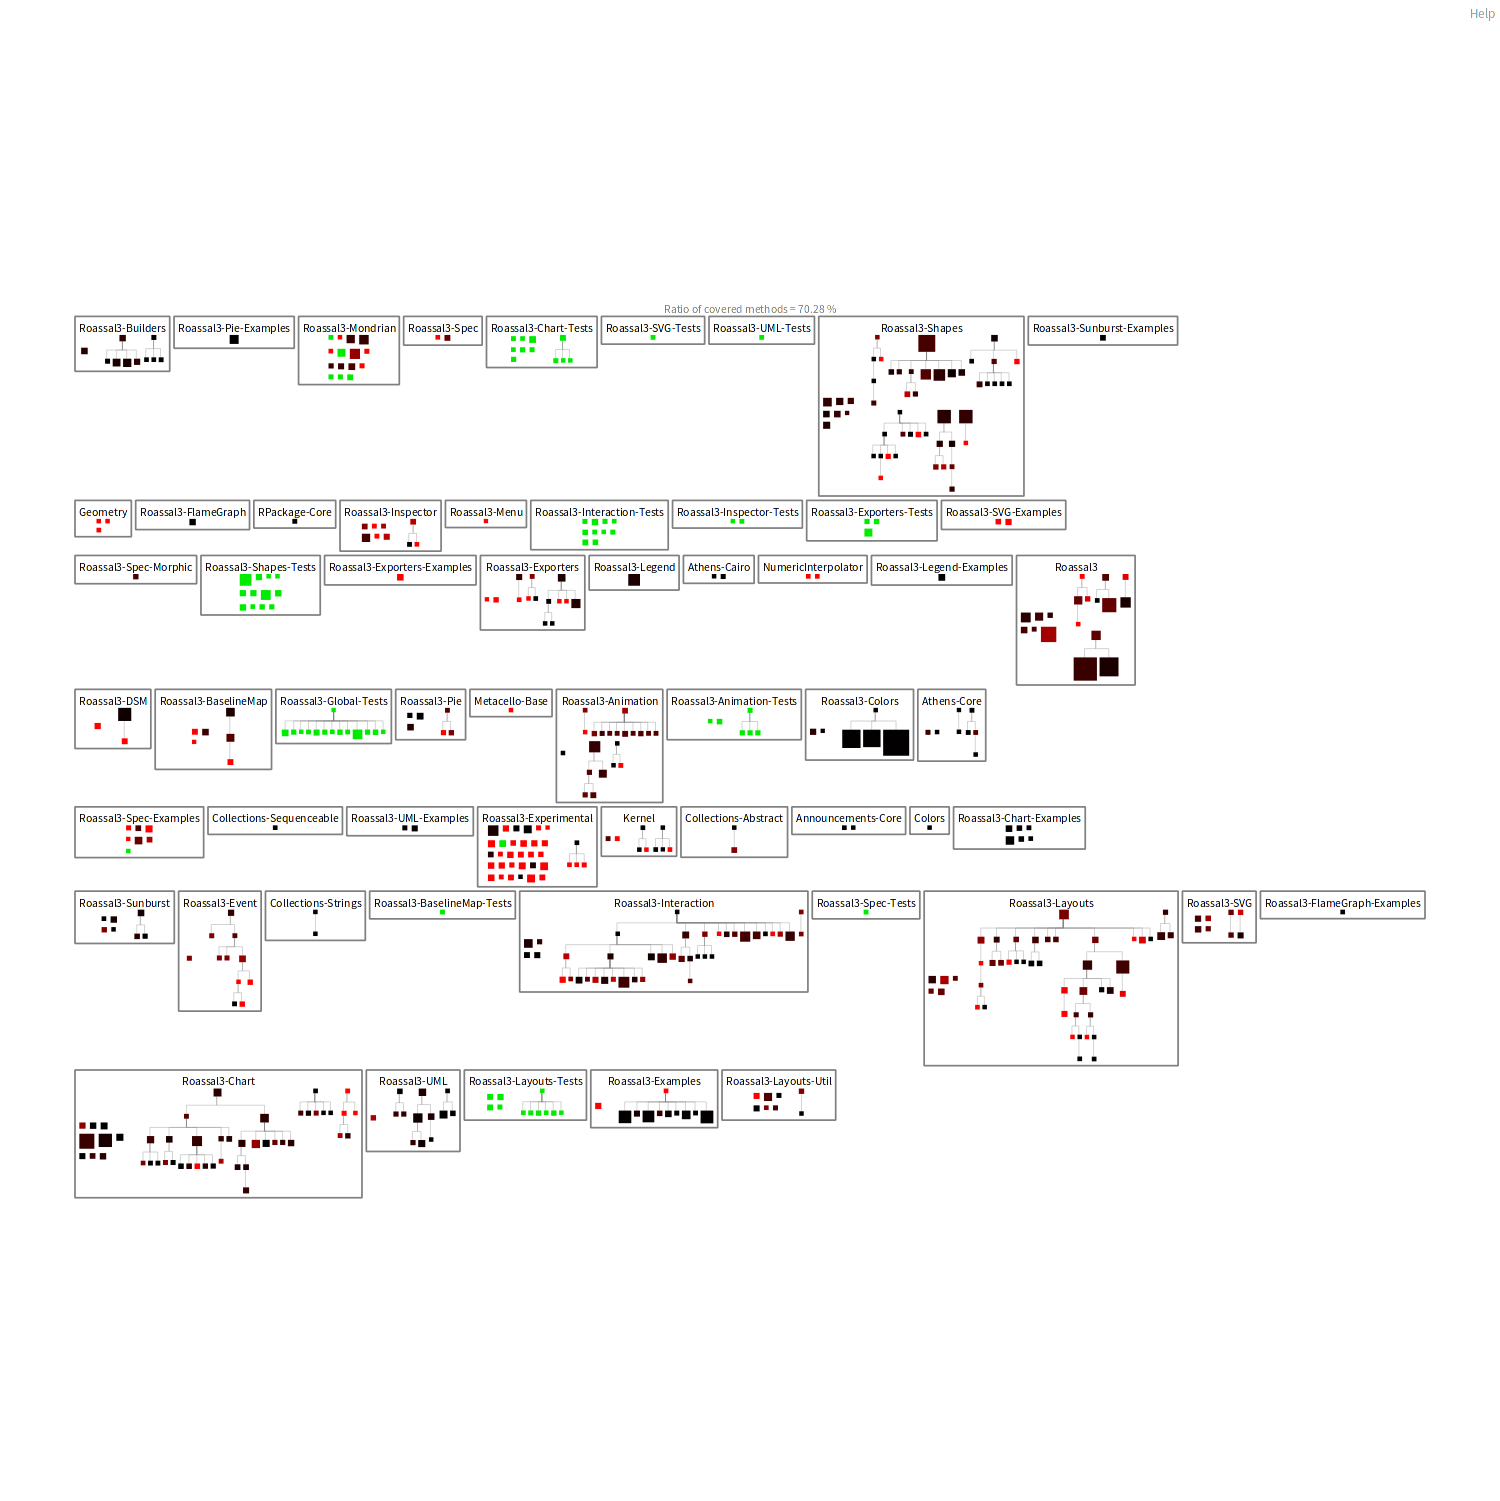 Help
Ratio of covered methods = 70.28 %
Roassal3-Builders
Roassal3-Pie-Examples
Roassal3-Mondrian
Roassal3-Spec
Roassal3-Chart-Tests
Roassal3-SVG-Tests
Roassal3-UML-Tests
Roassal3-Shapes
Roassal3-Sunburst-Examples
Geometry
Roassal3-FlameGraph
RPackage-Core
Roassal3-Inspector
Roassal3-Menu
Roassal3-Interaction-Tests
Roassal3-Inspector-Tests
Roassal3-Exporters-Tests
Roassal3-SVG-Examples
Roassal3-Spec-Morphic
Roassal3-Shapes-Tests
Roassal3-Exporters-Examples
Roassal3-Exporters
Roassal3-Legend
Athens-Cairo
NumericInterpolator
Roassal3-Legend-Examples
Roassal3
Roassal3-DSM
Roassal3-BaselineMap
Roassal3-Global-Tests
Roassal3-Pie
Metacello-Base
Roassal3-Animation
Roassal3-Animation-Tests
Roassal3-Colors
Athens-Core
Roassal3-Spec-Examples
Collections-Sequenceable
Roassal3-UML-Examples
Roassal3-Experimental
Kernel
Collections-Abstract
Announcements-Core
Colors
Roassal3-Chart-Examples
Roassal3-Sunburst
Roassal3-Event
Collections-Strings
Roassal3-BaselineMap-Tests
Roassal3-Interaction
Roassal3-Spec-Tests
Roassal3-Layouts
Roassal3-SVG
Roassal3-FlameGraph-Examples
Roassal3-Chart
Roassal3-UML
Roassal3-Layouts-Tests
Roassal3-Examples
Roassal3-Layouts-Util